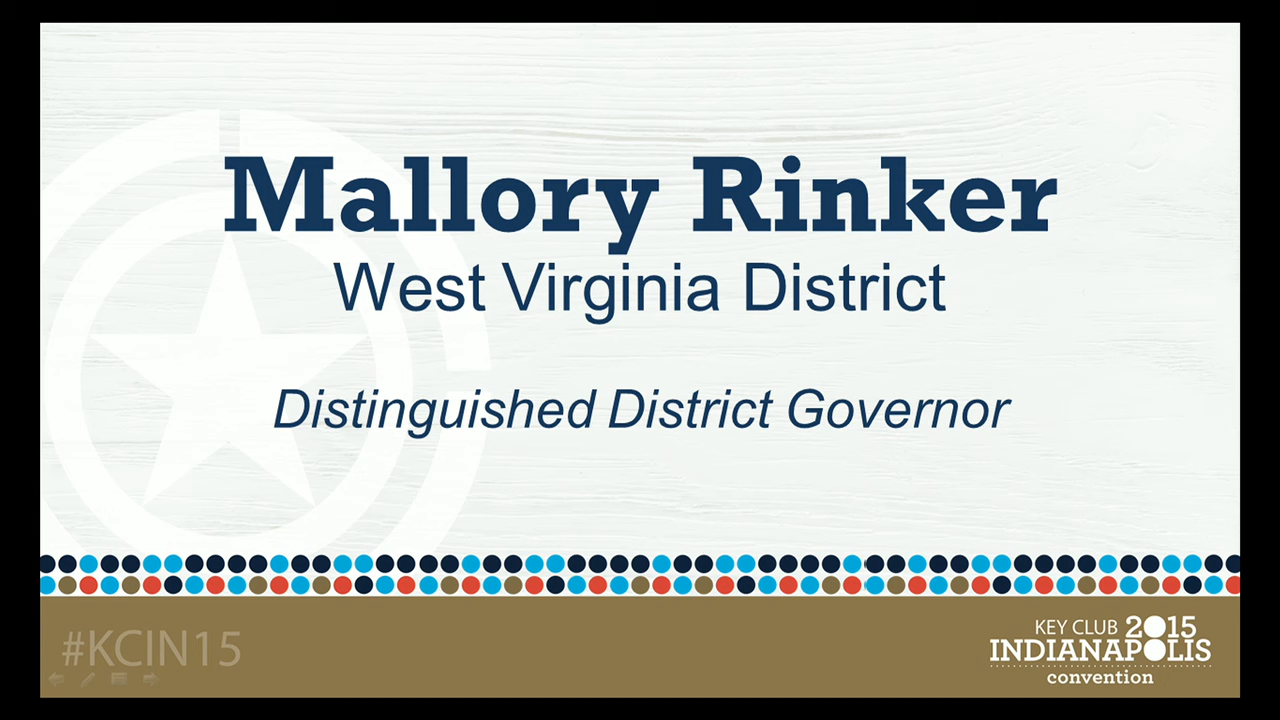 Mallory Rinker
West Virginia District
Distinguished District Governor
#KCIN15
KEY CLUB 2015
INDIANAPOLIS
convention